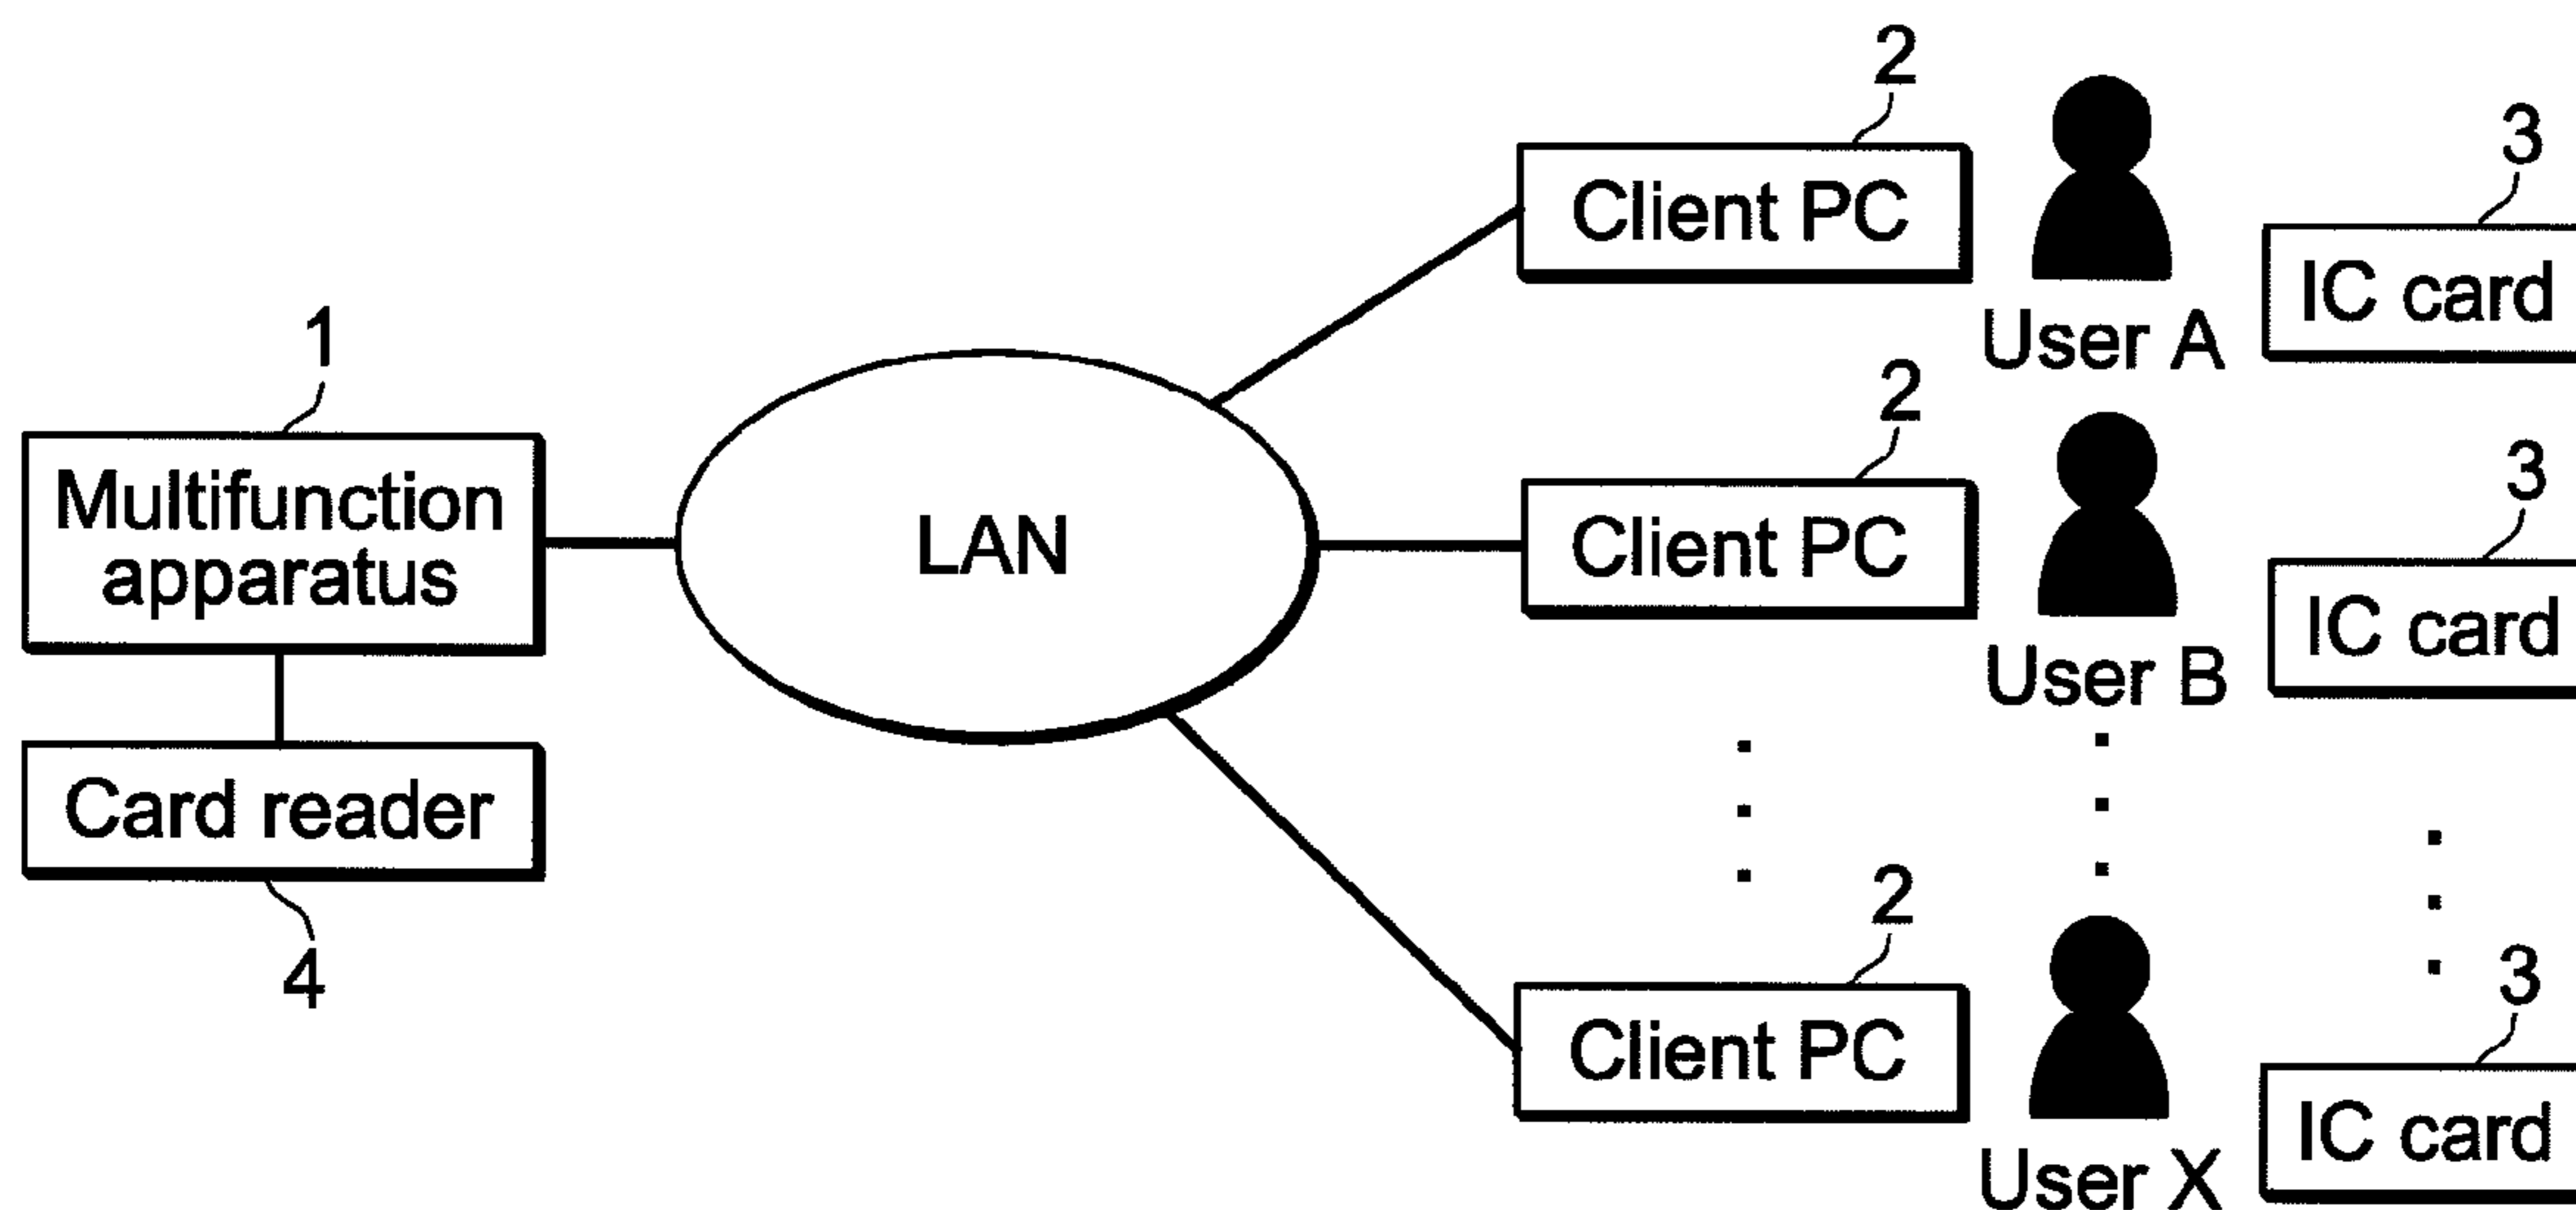 2
Client PC
User A
3
IC card
1
Multifunction
apparatus
LAN
2
Client PC
User B
3
IC card
Card reader
4
2
Client PC
User X
3
IC card